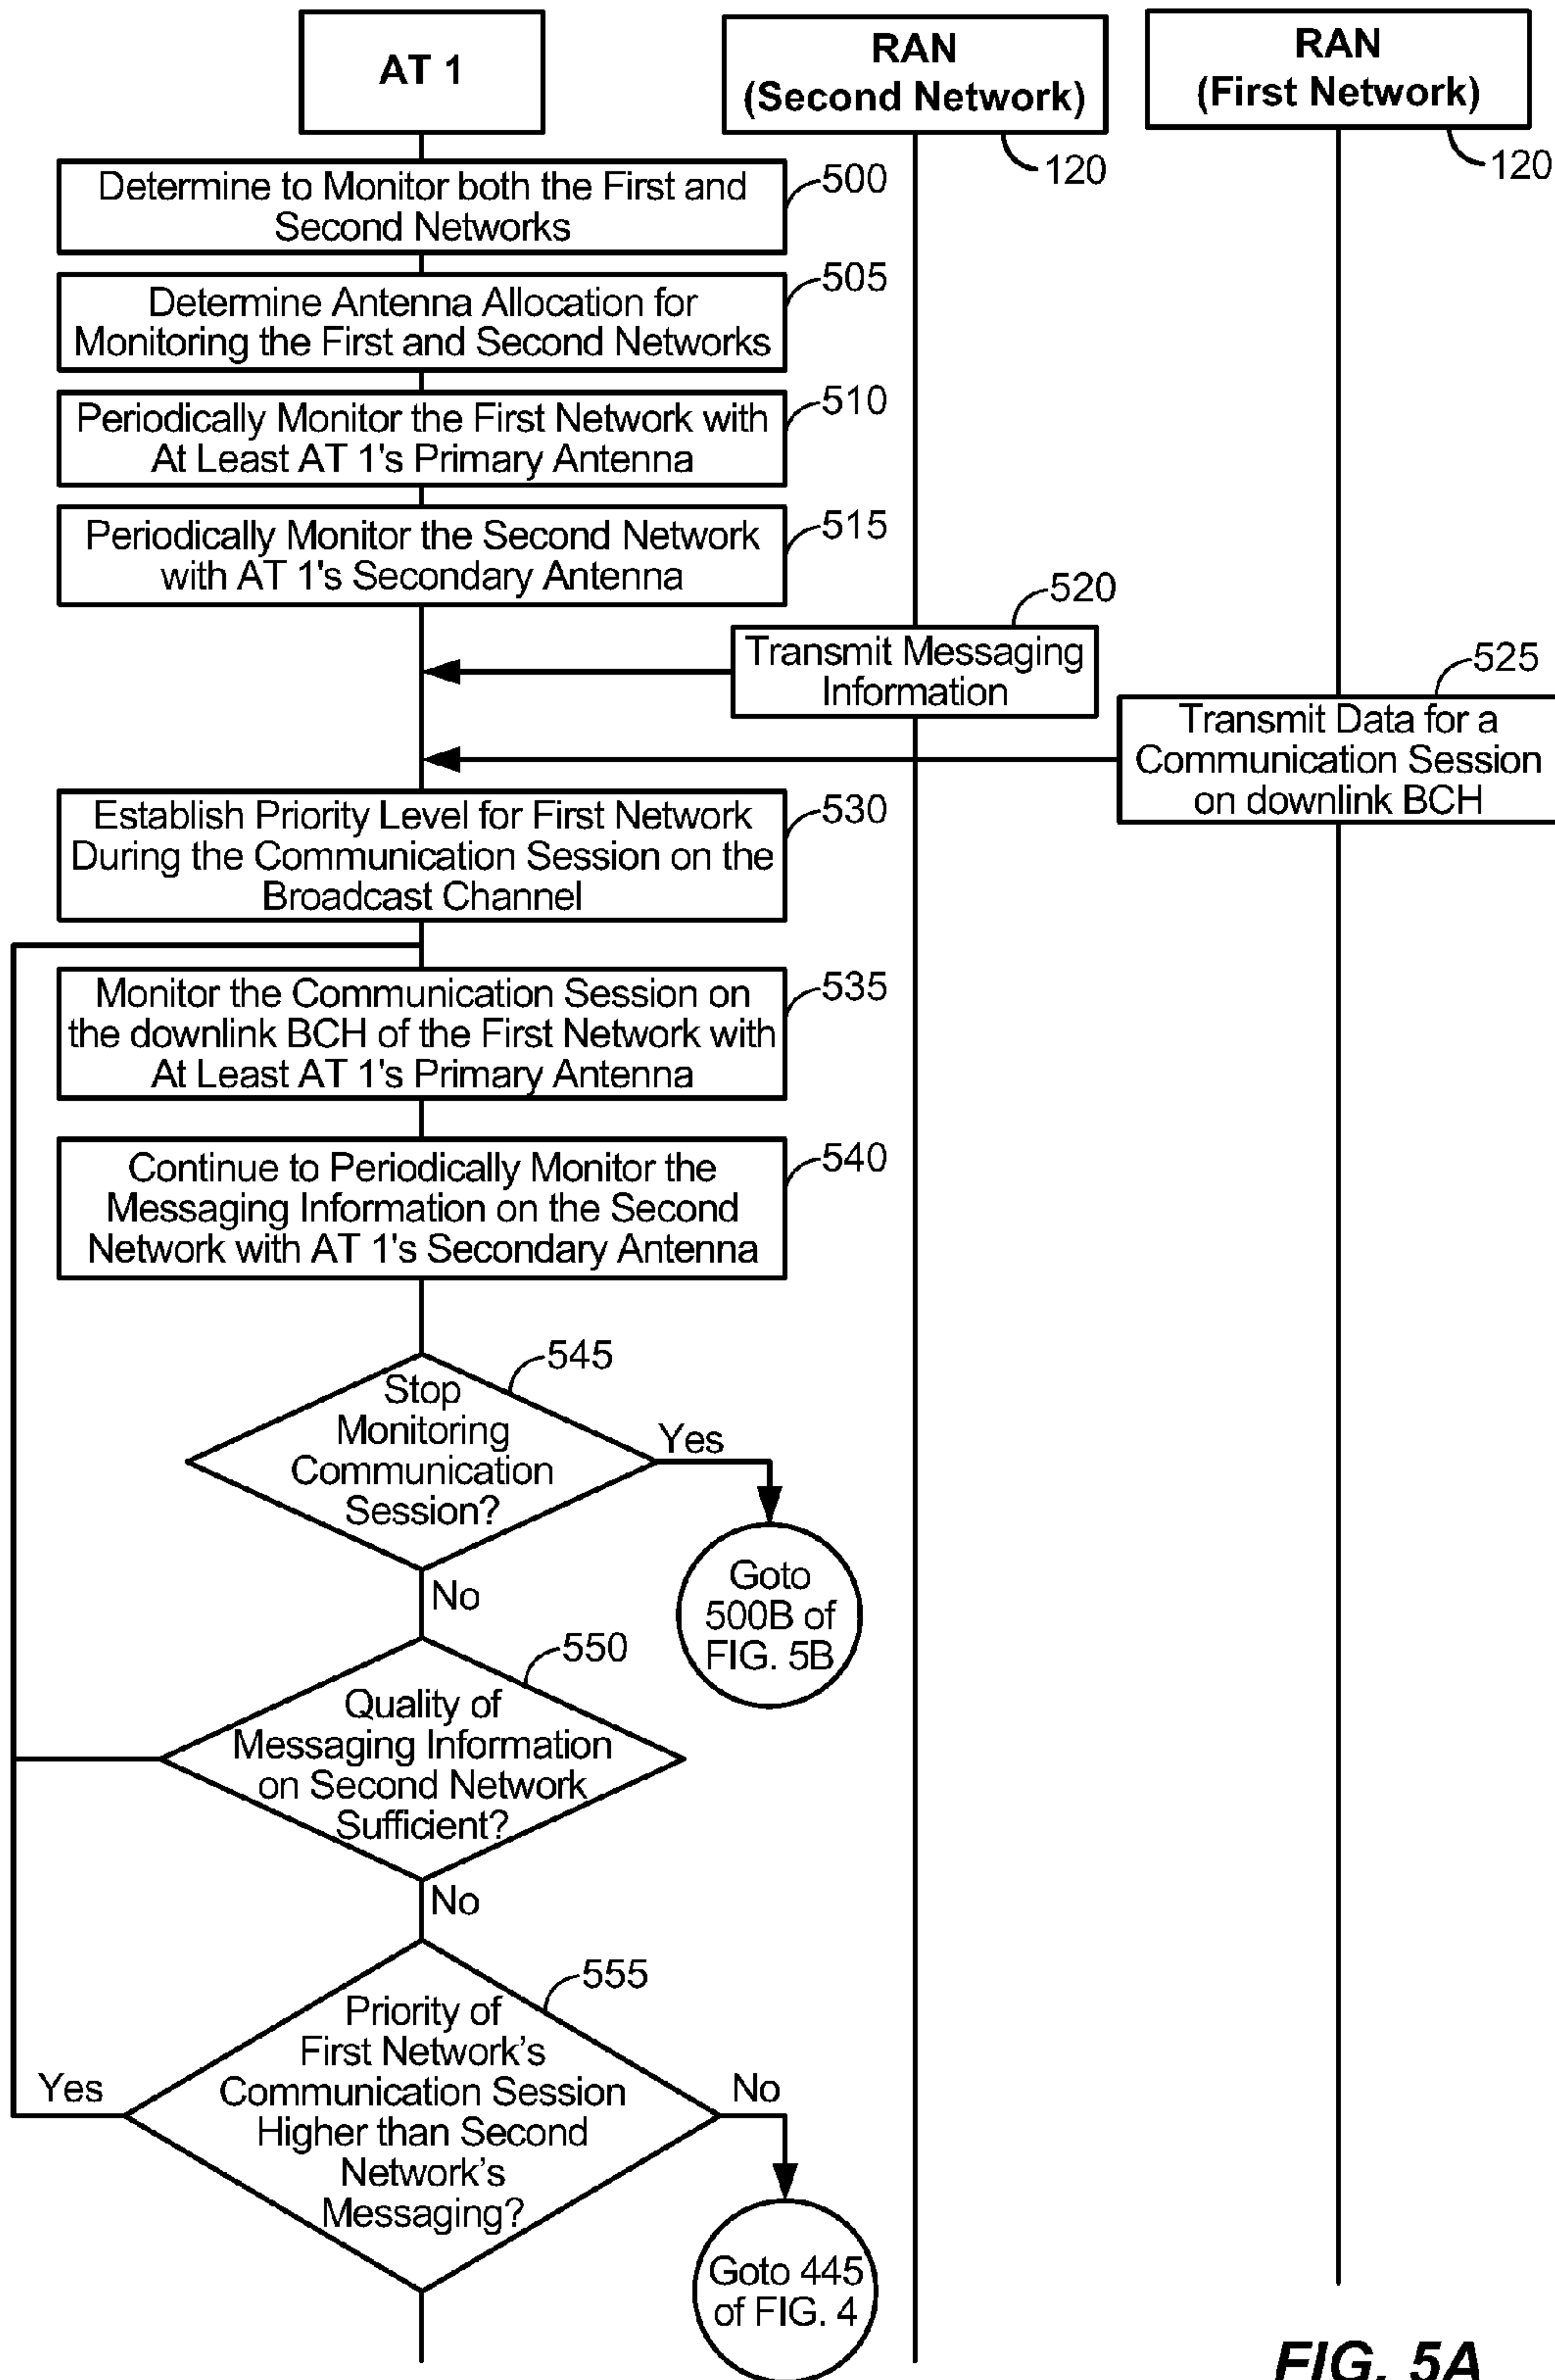 AT 1
RAN
(Second Network)
RAN
(First Network)
120
120
Determine to Monitor both the First and
Second Networks
500
Determine Antenna Allocation for
Monitoring the First and Second Networks
505
Periodically Monitor the First Network with
At Least AT 1's Primary Antenna
510
Periodically Monitor the Second Network
with AT 1's Secondary Antenna
515
520
Transmit Messaging
Information
525
Transmit Data for a
Communication Session
on downlink BCH
Establish Priority Level for First Network
During the Communication Session on the
Broadcast Channel
530
Monitor the Communication Session on
the downlink BCH of the First Network with
At Least AT 1's Primary Antenna
535
Continue to Periodically Monitor the
Messaging Information on the Second
Network with AT 1's Secondary Antenna
540
545
Stop
Monitoring
Communication
Session?
Yes
Goto
500B of
FIG. 5B
No
550
Quality of
Messaging Information
on Second Network
Sufficient?
No
555
Priority of
First Network’s
Communication Session
Higher than Second
Network’s
Messaging?
Yes
No
Goto 445
of FIG. 4
FIG. 5A